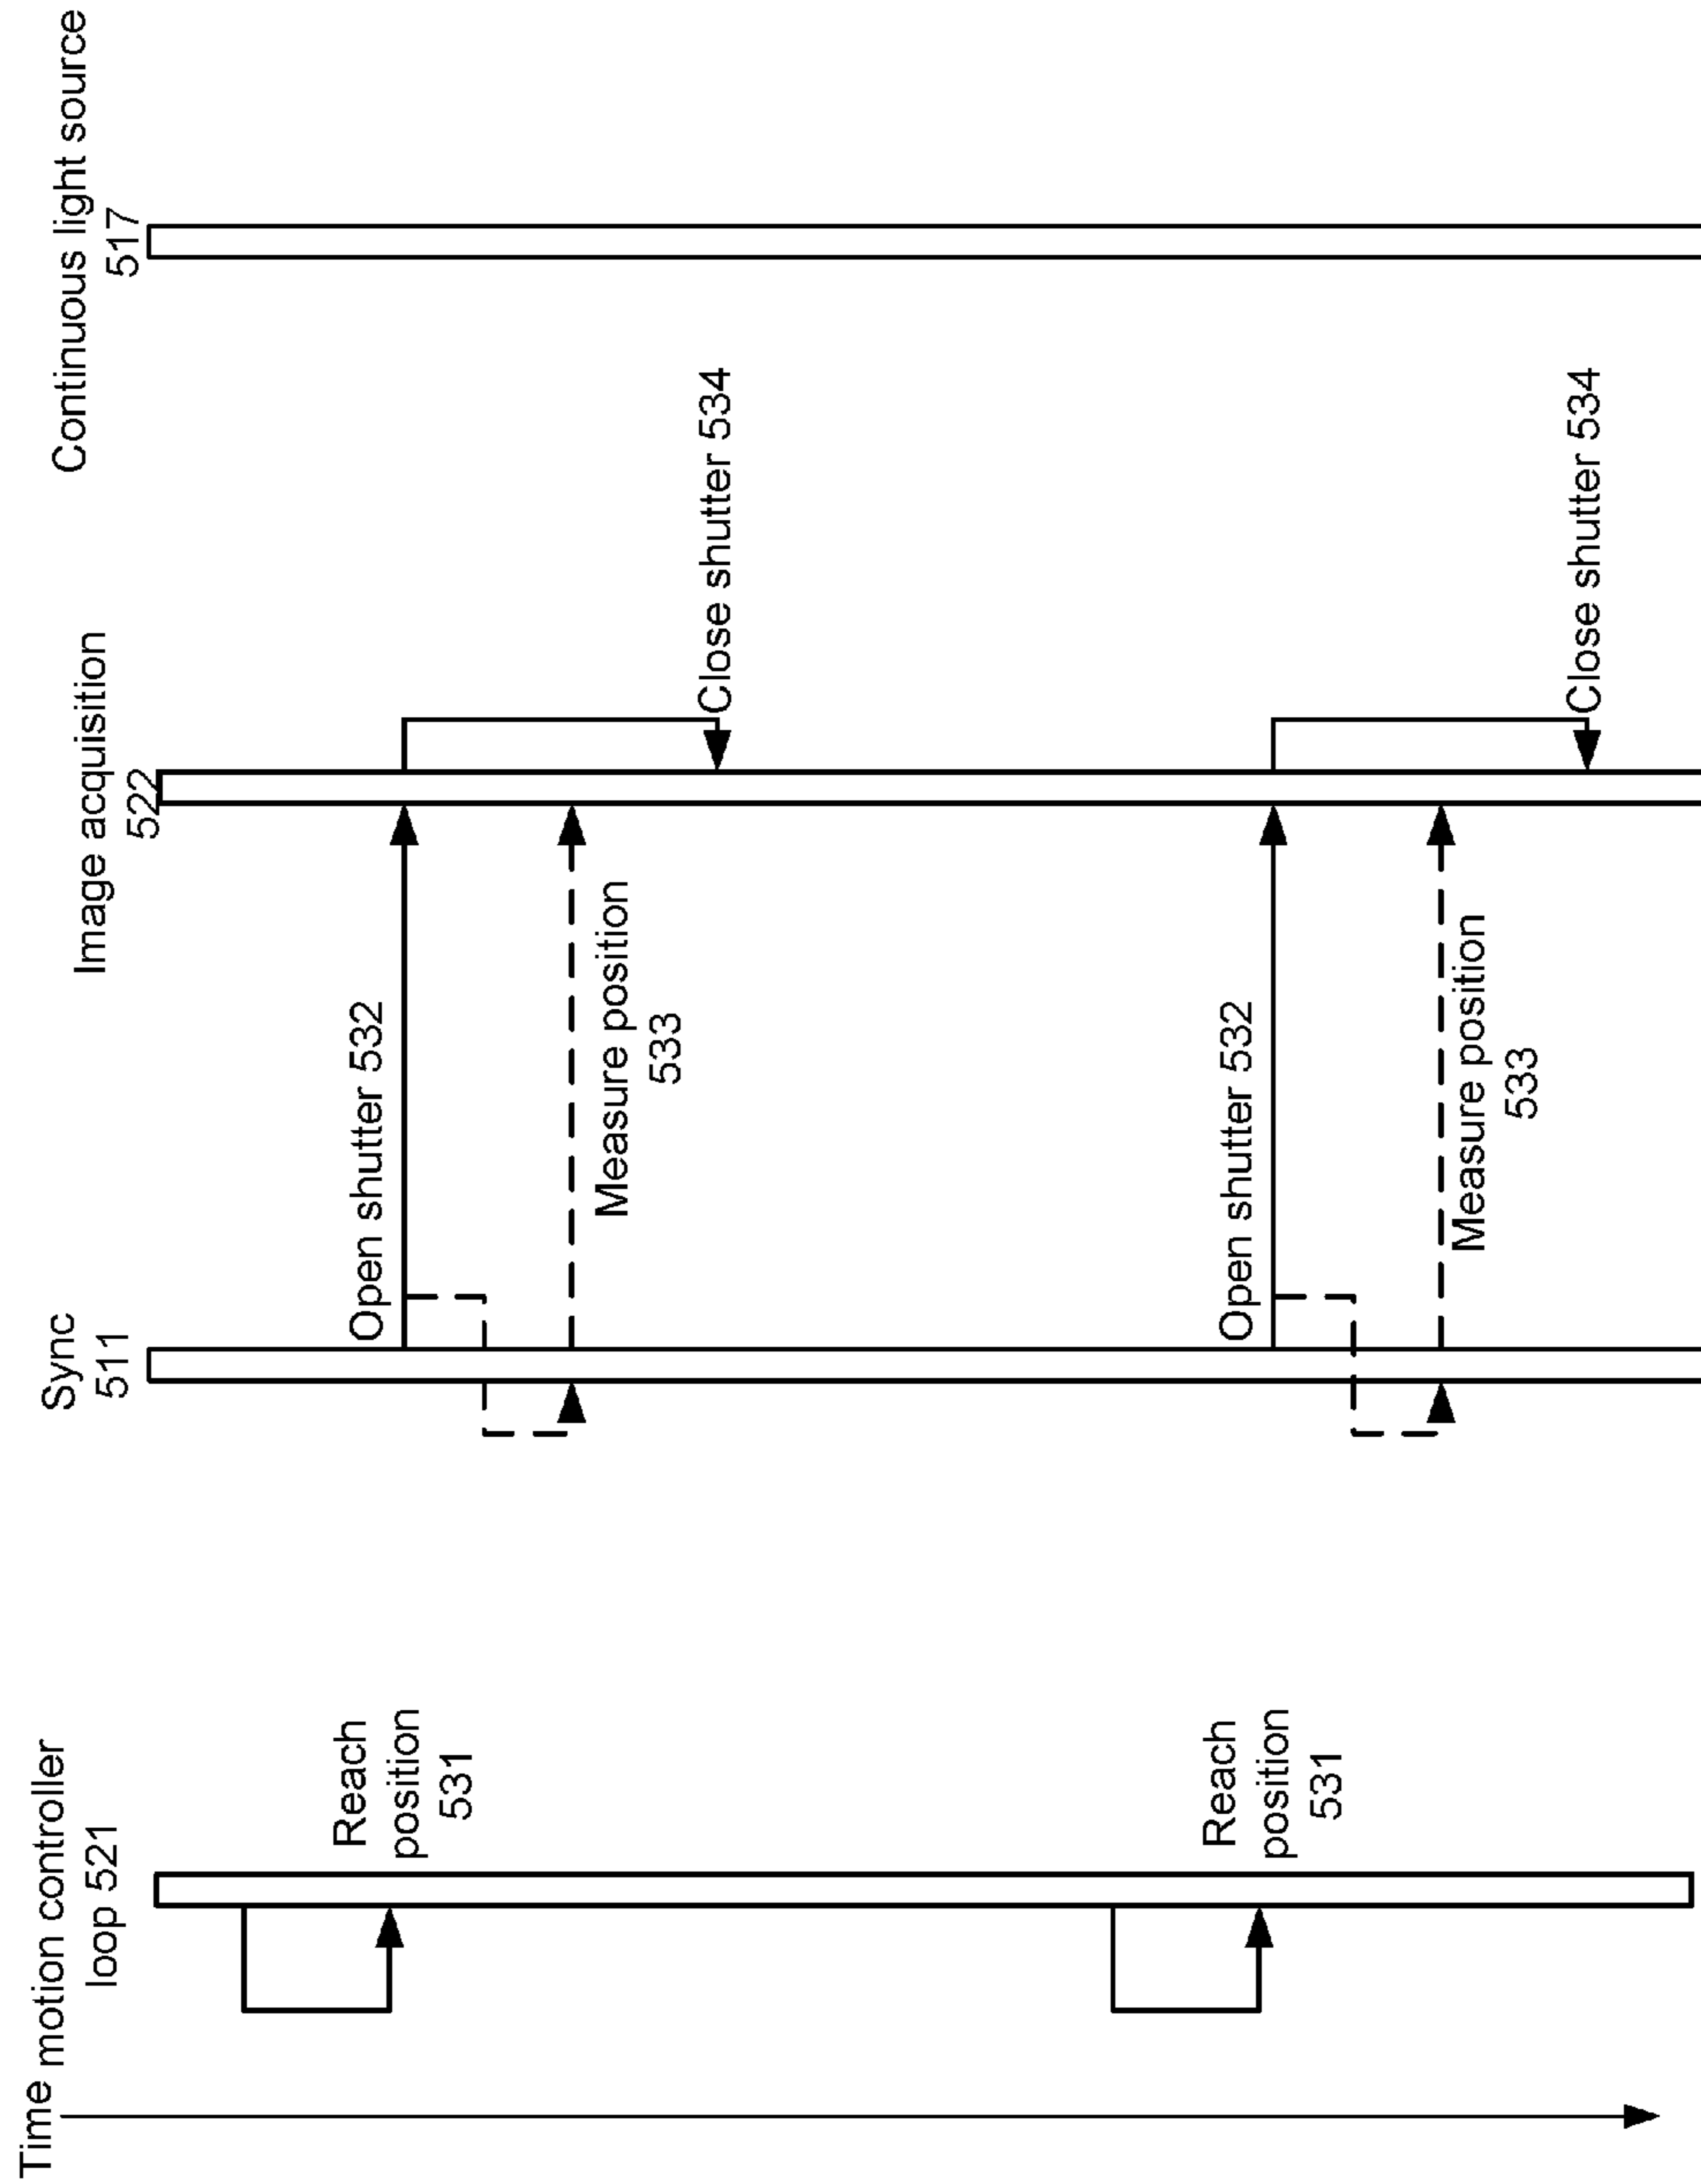 Time
motion controller
loop 521
Sync
511
Image acquisition
522
Continuous light source
517
Reach
position
531
Open shutter 532
Measure position
533
Close shutter 534
Reach
position
531
Open shutter 532
Measure position
533
Close shutter 534